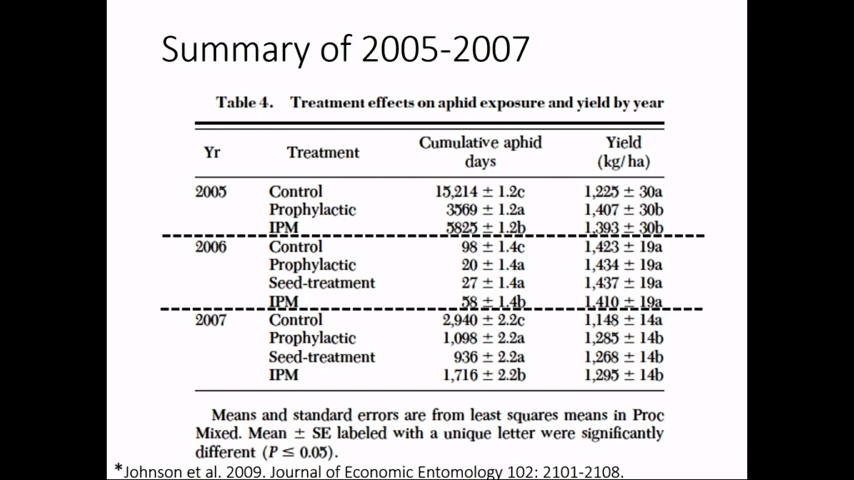 Summary of 2005-2007
Table 4. Treatment effects on aphid exposure and yield by year
Yr Treatment Cumulative aphid days Yield (kg/ha)
2005 Control 15,214 ± 1.2c 1,225 ± 30a
Prophylactic 3569 ± 1.2a 1,407 ± 30b
IPM 5825 ± 1.2b 1,393 ± 30b
2006 Control 98 ± 1.4c 1,423 ± 19a
Prophylactic 20 ± 1.4a 1,434 ± 19a
Seed-treatment 27 ± 1.4a 1,437 ± 19a
IPM 58 ± 1.4b 1,410 ± 19a
2007 Control 2,940 ± 2.2c 1,148 ± 14a
Prophylactic 1,098 ± 2.2a 1,285 ± 14b
Seed-treatment 936 ± 2.2a 1,268 ± 14b
IPM 1,716 ± 2.2b 1,295 ± 14b
Means and standard errors are from least squares means in Proc
Mixed. Mean ± SE labeled with a unique letter were significantly
different (P ≤ 0.05).
*Johnson et al. 2009. Journal of Economic Entomology 102: 2101-2108.